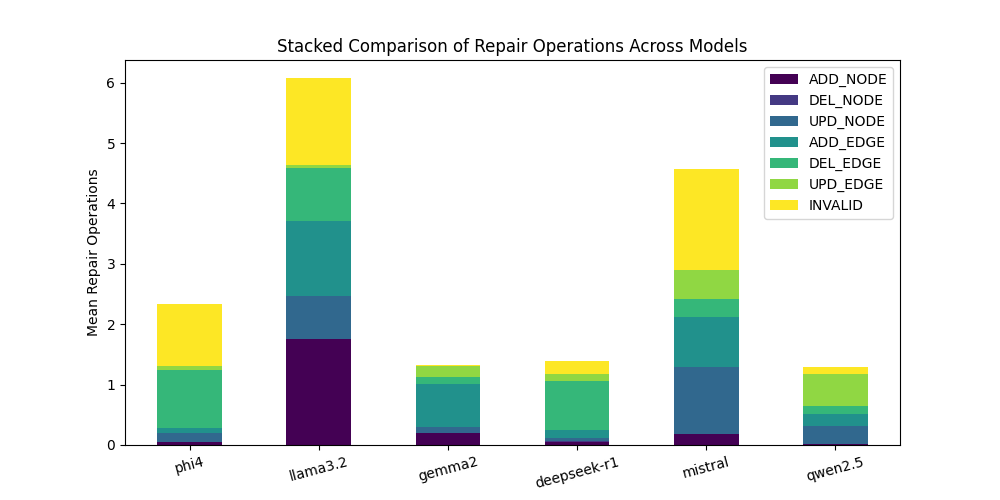 Stacked Comparison of Repair Operations Across Models
Mean Repair Operations
6
5
4
3
2
1
0
ADD_NODE
DEL_NODE
UPD_NODE
ADD_EDGE
DEL_EDGE
UPD_EDGE
INVALID
phi4
llama3.2
gemma2
deepseek-r1
mistral
qwen2.5